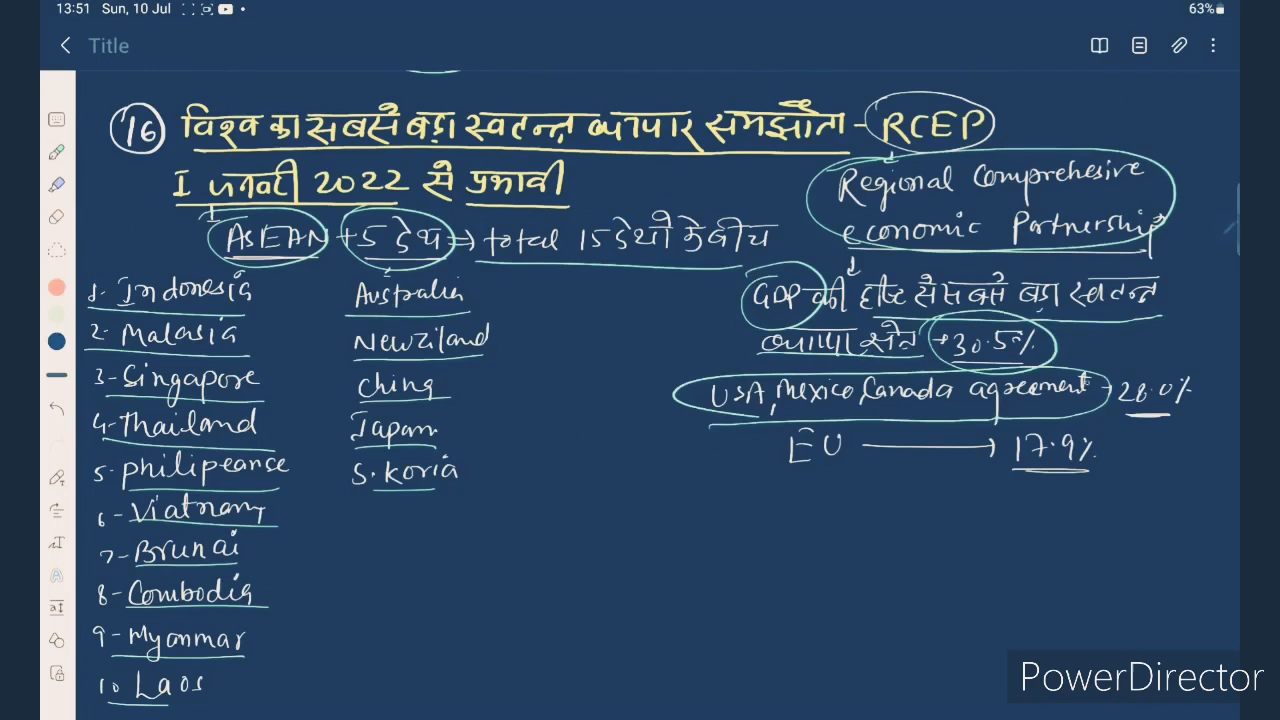 13:51 Sun, 10 Jul
63%
Title
16 विश्व का सबसे बड़ा स्वतन्त्र व्यापार समझौता - RCEP
1 जनवरी 2022 से प्रभावी
Regional Comprehesive
economic Partnership
ASEAN + 5 देश → total 15 देशों के बीच
GDP की दृष्टि से सबसे बड़ा स्वतन्त्र
व्यापार क्षेत्र → 30.5%
USA, Mexico, Canada agreement → 28.0%
EU → 17.9%
1- Indonesia
2- Malasia
3- Singapore
4- Thailand
5- Philipeance
6- Viatnam
7- Brunai
8- Combodia
9- Myanmar
10 Laos
Australia
Newziland
China
Japan
S. Koria
PowerDirector